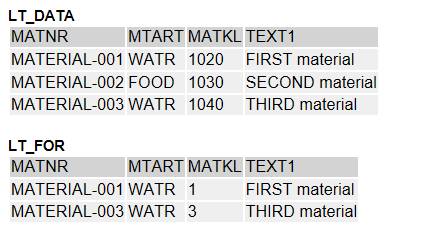 LT_DATA
MATNR MTART MATKL TEXT1
MATERIAL-001 WATR 1020 FIRST material
MATERIAL-002 FOOD 1030 SECOND material
MATERIAL-003 WATR 1040 THIRD material
LT_FOR
MATNR MTART MATKL TEXT1
MATERIAL-001 WATR 1 FIRST material
MATERIAL-003 WATR 3 THIRD material